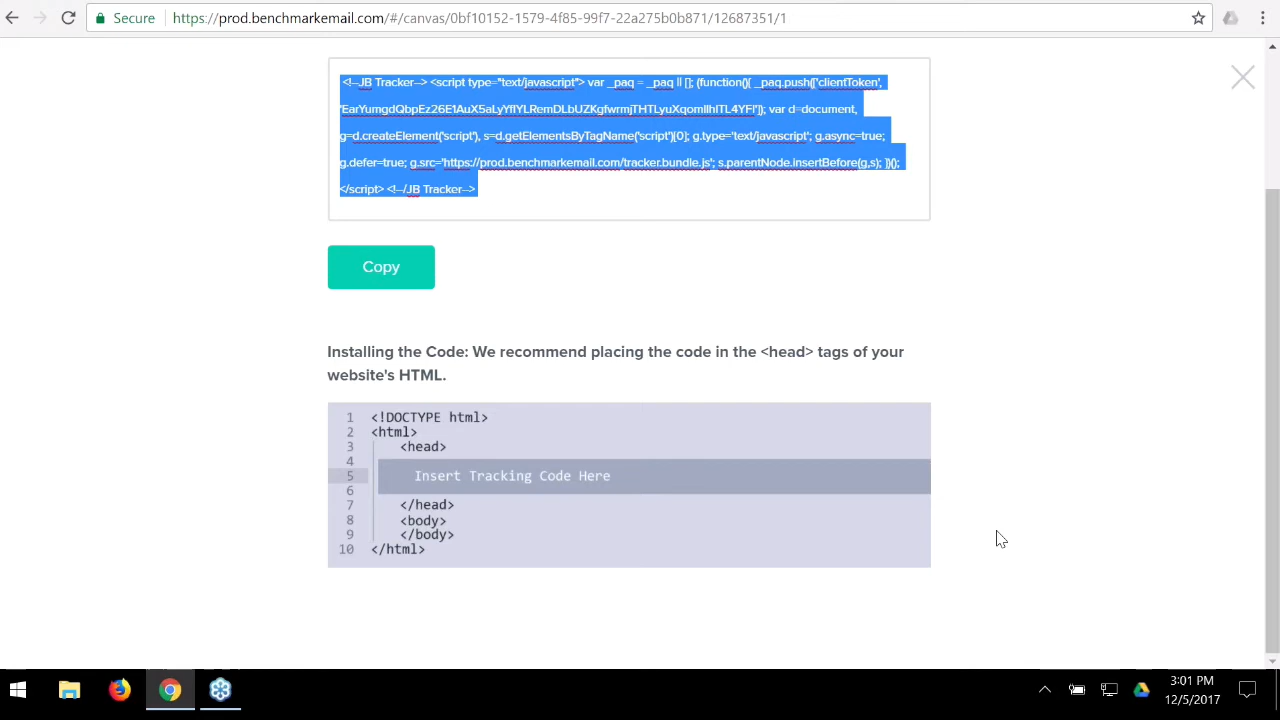 Secure
https://prod.benchmarkemail.com/#/canvas/0bf10152-1579-4f85-99f7-22a275b0b871/12687351/1
<!--JB Tracker--> <script type="text/javascript"> var _paq = _paq || []; (function(){ _paq.push(['clientToken',
g=d.createElement('script'), s=d.getElementsByTagName('script')[0]; g.type='text/javascript'; g.async=true;
g.defer=true; g.src='https://prod.benchmarkemail.com/tracker.bundle.js'; s.parentNode.insertBefore(g,s); })();
</script> <!--/JB Tracker-->
Copy
Installing the Code: We recommend placing the code in the <head> tags of your
website's HTML.
1 <!DOCTYPE html>
2 <html>
3 <head>
4
5 Insert Tracking Code Here
6
7 </head>
8 <body>
9 </body>
10 </html>
3:01 PM
12/5/2017